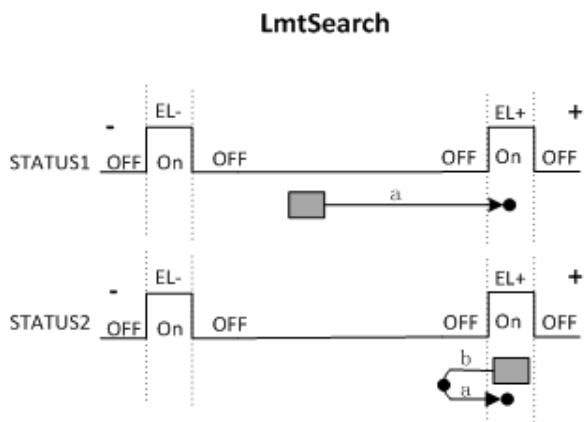 LmtSearch
EL- EL+
- +
STATUS1 OFF On OFF OFF On OFF
a
EL- EL+
- +
STATUS2 OFF On OFF OFF On OFF
b
a